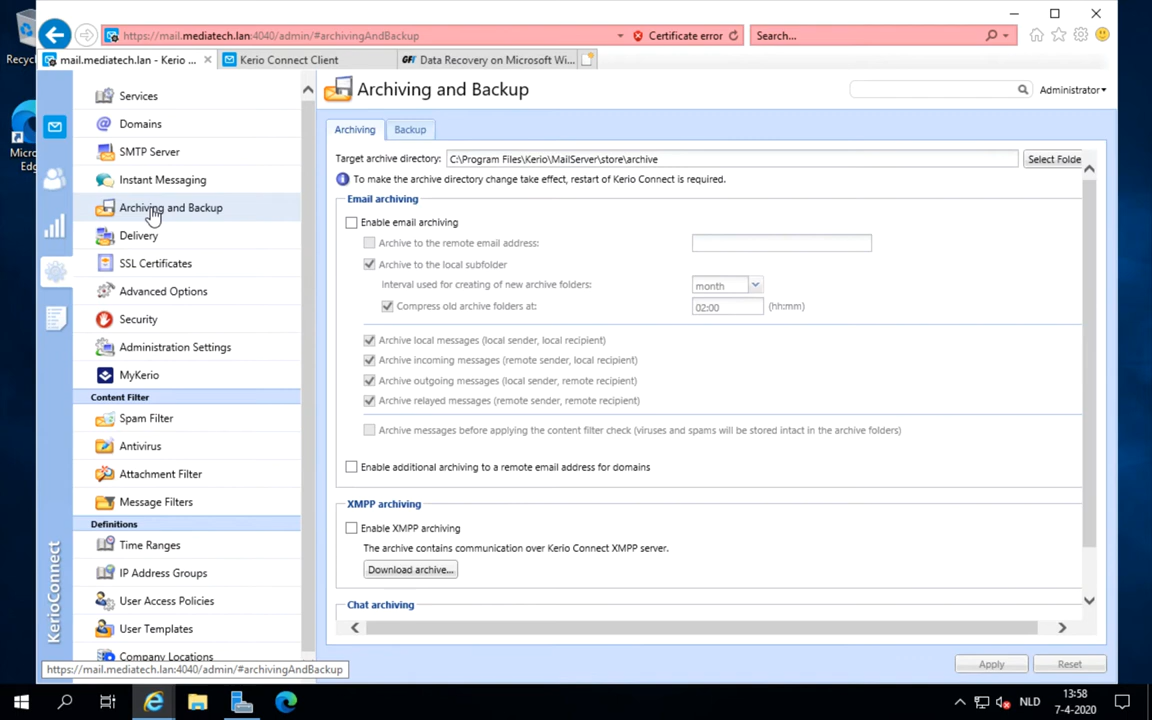 Recycl
Micro
Ed
https://mail.mediatech.lan:4040/admin/#archivingAndBackup
Certificate error
Search...
mail.mediatech.lan - Kerio ...
Kerio Connect Client
GFI Data Recovery on Microsoft Wi...
KerioConnect
Services
Domains
SMTP Server
Instant Messaging
Archiving and Backup
Delivery
SSL Certificates
Advanced Options
Security
Administration Settings
MyKerio
Content Filter
Spam Filter
Antivirus
Attachment Filter
Message Filters
Definitions
Time Ranges
IP Address Groups
User Access Policies
User Templates
Company Locations
https://mail.mediatech.lan:4040/admin/#archivingAndBackup
Archiving and Backup
Administrator
Archiving
Backup
Target archive directory: C:\Program Files\Kerio\MailServer\store\archive Select Folde
To make the archive directory change take effect, restart of Kerio Connect is required.
Email archiving
Enable email archiving
Archive to the remote email address:
Archive to the local subfolder
Interval used for creating of new archive folders: month
Compress old archive folders at: 02:00 (hh:mm)
Archive local messages (local sender, local recipient)
Archive incoming messages (remote sender, local recipient)
Archive outgoing messages (local sender, remote recipient)
Archive relayed messages (remote sender, remote recipient)
Archive messages before applying the content filter check (viruses and spams will be stored intact in the archive folders)
Enable additional archiving to a remote email address for domains
XMPP archiving
Enable XMPP archiving
The archive contains communication over Kerio Connect XMPP server.
Download archive...
Chat archiving
Apply
Reset
NLD
13:58
7-4-2020